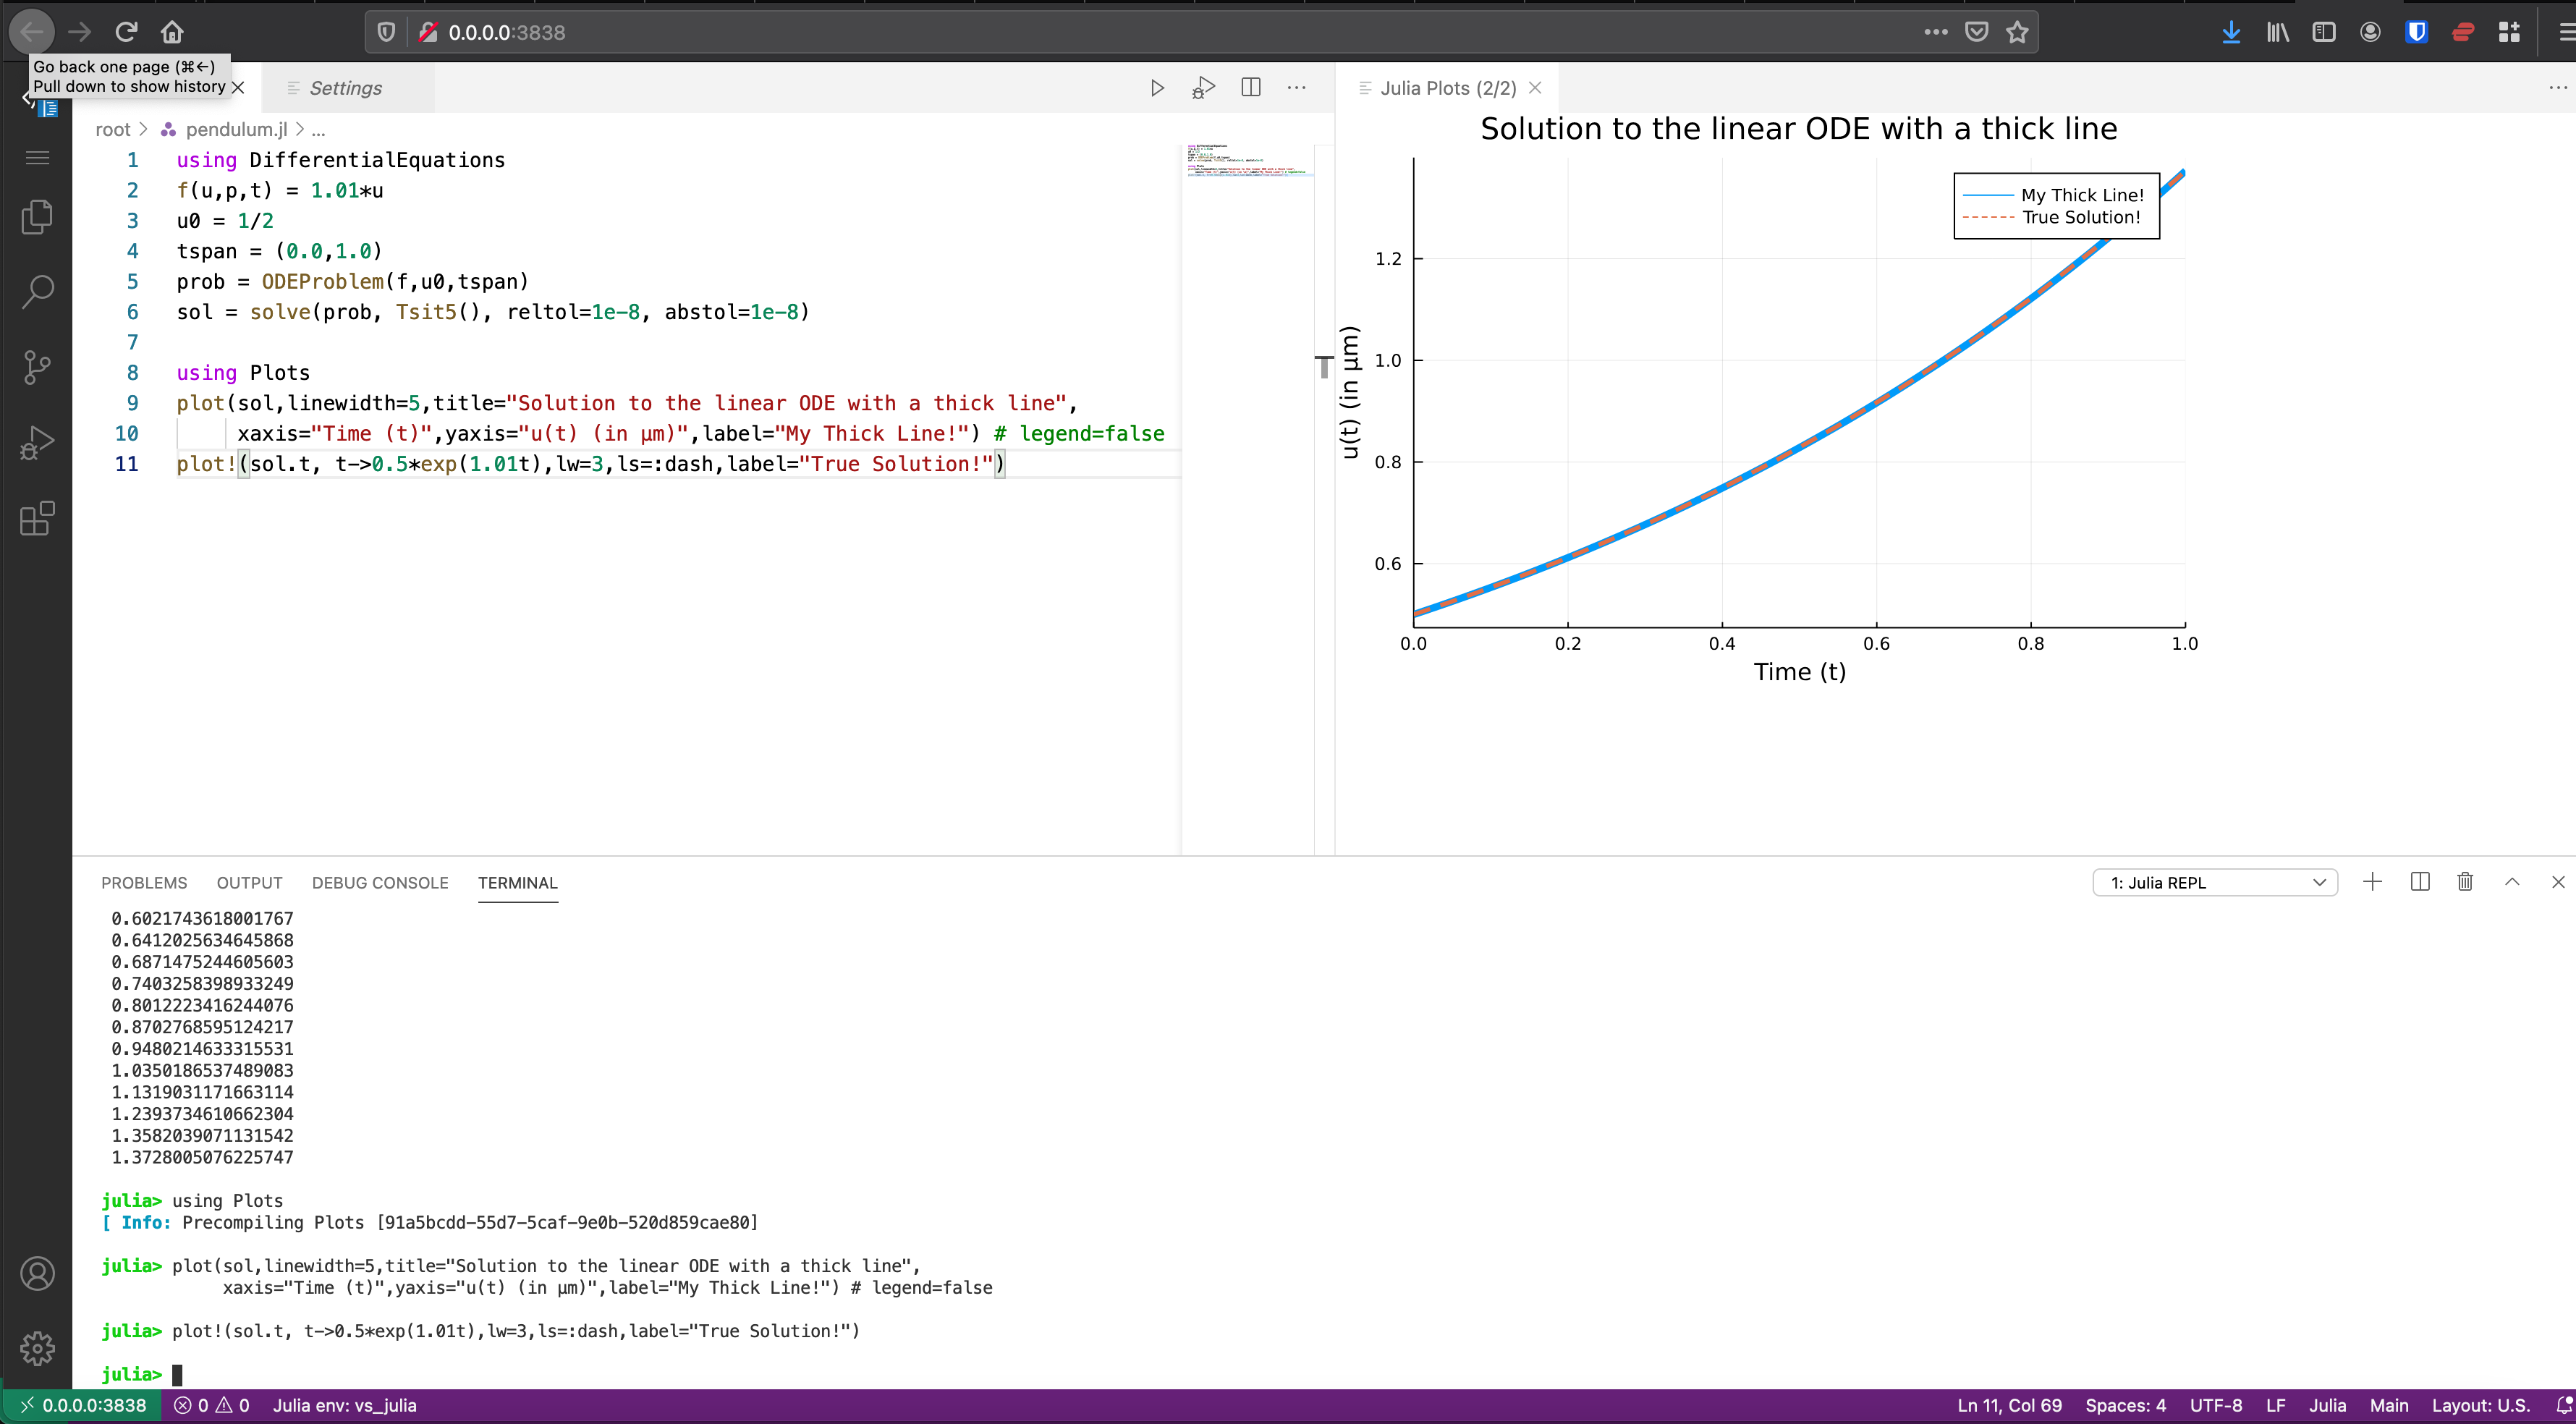 0.0.0.0:3838
Go back one page (⌘←)
Pull down to show history
Settings
Julia Plots (2/2)
root > pendulum.jl > ...
1 using DifferentialEquations
2 f(u,p,t) = 1.01*u
3 u0 = 1/2
4 tspan = (0.0,1.0)
5 prob = ODEProblem(f,u0,tspan)
6 sol = solve(prob, Tsit5(), reltol=1e-8, abstol=1e-8)
7
8 using Plots
9 plot(sol,linewidth=5,title="Solution to the linear ODE with a thick line",
10 xaxis="Time (t)",yaxis="u(t) (in μm)",label="My Thick Line!") # legend=false
11 plot!(sol.t, t->0.5*exp(1.01t),lw=3,ls=:dash,label="True Solution!")
T
Solution to the linear ODE with a thick line
My Thick Line!
True Solution!
u(t) (in μm)
1.2
1.0
0.8
0.6
0.0 0.2 0.4 0.6 0.8 1.0
Time (t)
PROBLEMS OUTPUT DEBUG CONSOLE TERMINAL
1: Julia REPL
0.6021743618001767
0.6412025634645868
0.6871475244605603
0.7403258398933249
0.8012223416244076
0.8702768595124217
0.9480214633315531
1.0350186537489083
1.1319031171663114
1.2393734610662304
1.3582039071131542
1.3728005076225747
julia> using Plots
[ Info: Precompiling Plots [91a5bcdd-55d7-5caf-9e0b-520d859cae80]
julia> plot(sol,linewidth=5,title="Solution to the linear ODE with a thick line",
xaxis="Time (t)",yaxis="u(t) (in μm)",label="My Thick Line!") # legend=false
julia> plot!(sol.t, t->0.5*exp(1.01t),lw=3,ls=:dash,label="True Solution!")
julia>
0.0.0.0:3838 0 0 Julia env: vs_julia
Ln 11, Col 69 Spaces: 4 UTF-8 LF Julia Main Layout: U.S.